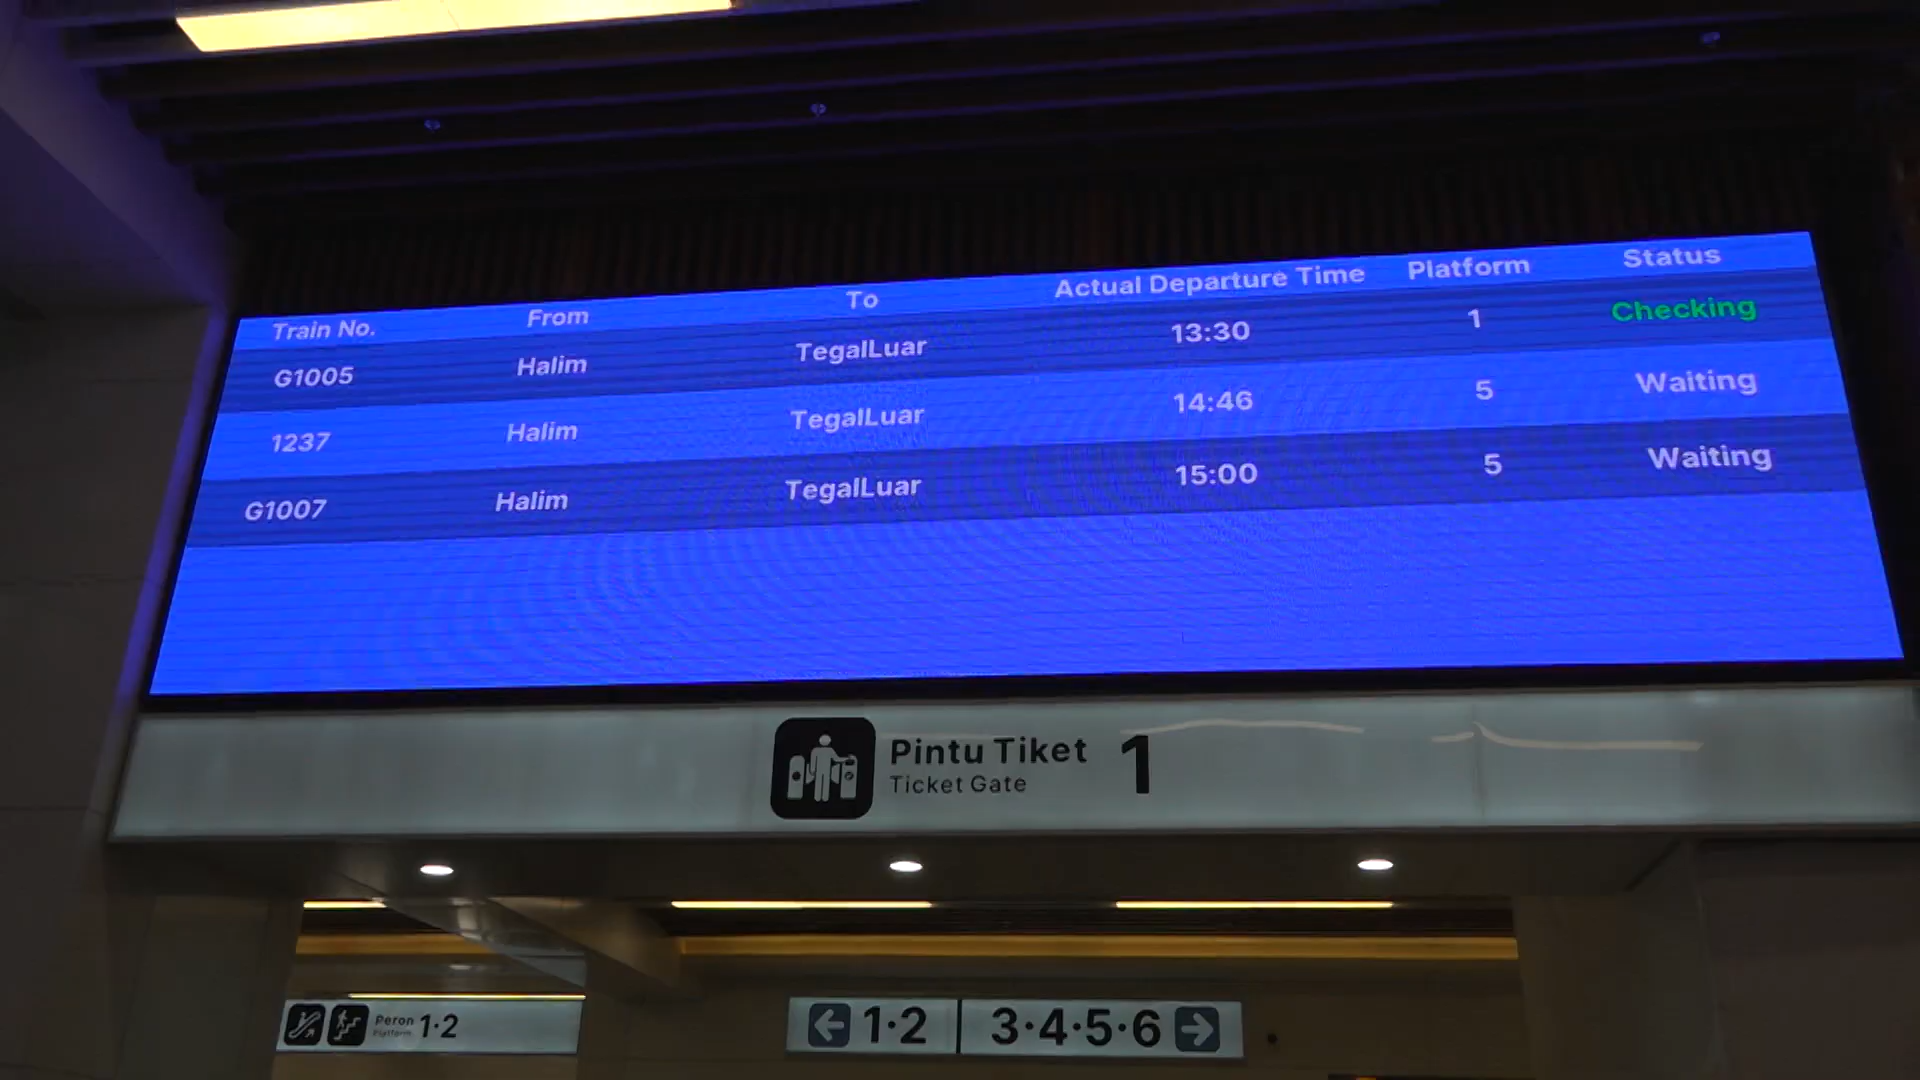 Train No. From To Actual Departure Time Platform Status
G1005 Halim TegalLuar 13:30 1 Checking
1237 Halim TegalLuar 14:46 5 Waiting
G1007 Halim TegalLuar 15:00 5 Waiting
Pintu Tiket 1
Ticket Gate
Peron 1·2
Platform
1·2 3·4·5·6